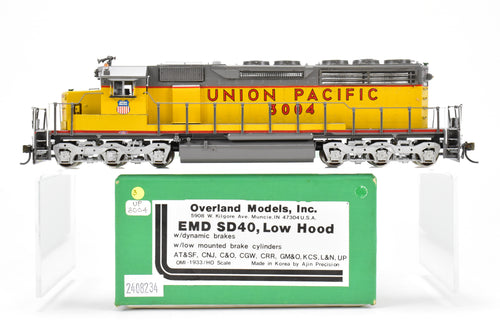 UNION PACIFIC
3004
Overland Models, Inc.
5908 W. Kilgore Ave. Muncie, IN 47304 U.S.A.
EMD SD40, Low Hood
w/dynamic brakes
w/low mounted brake cylinders
AT&SF, CNJ, C&O, CGW, CRR, GM&O, KCS, L&N, UP
OMI-1933/HO Scale Made in Korea by Ajin Precision
UP
3004
2408234